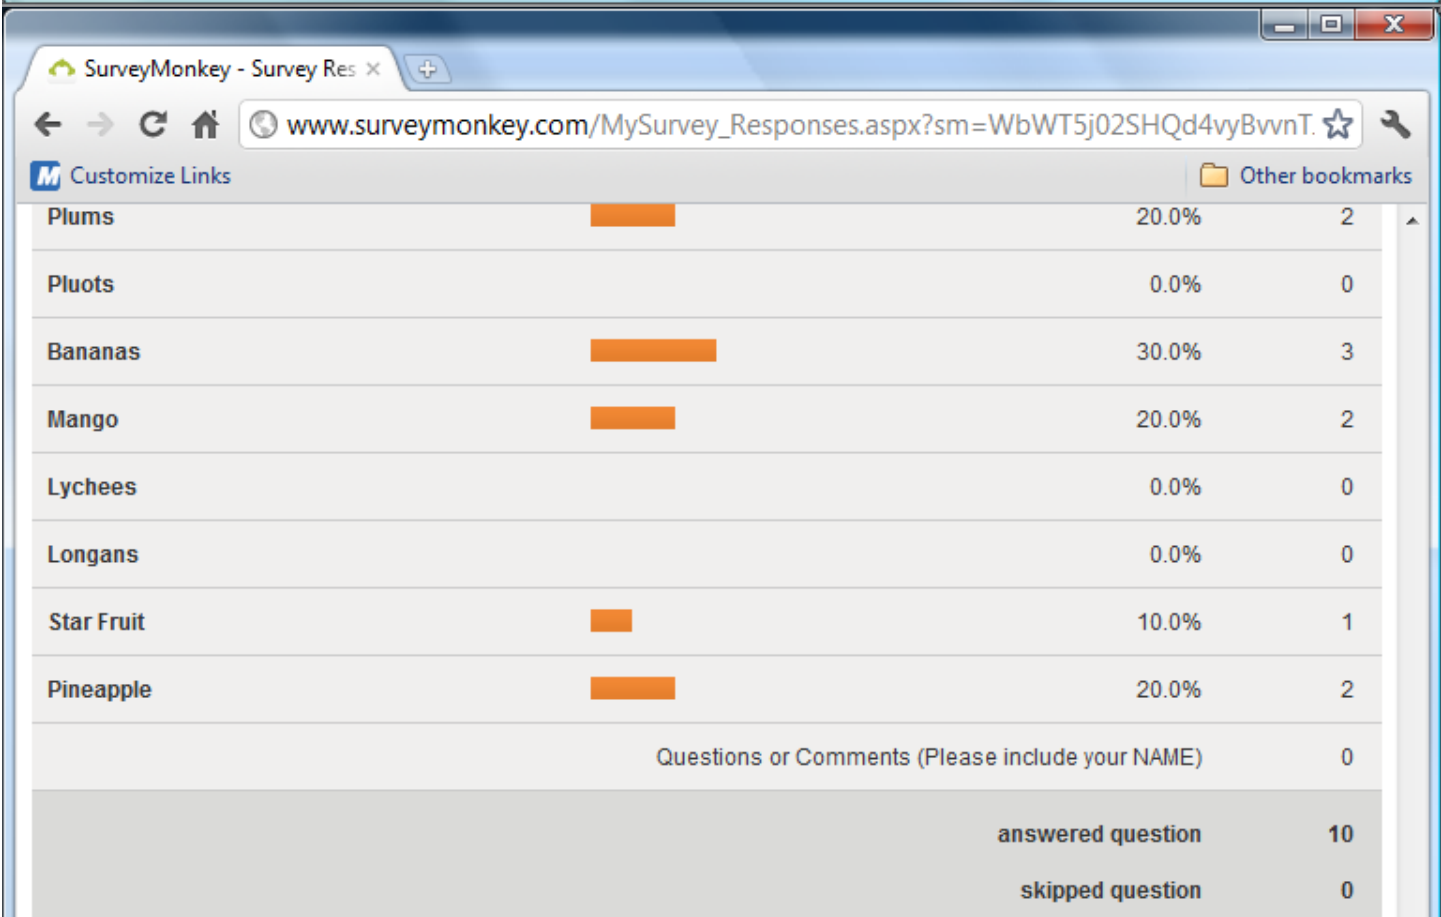 SurveyMonkey - Survey Res
www.surveymonkey.com/MySurvey_Responses.aspx?sm=WbWT5j02SHQd4vyBvvnT.
Customize Links Other bookmarks
Plums 20.0% 2
Pluots 0.0% 0
Bananas 30.0% 3
Mango 20.0% 2
Lychees 0.0% 0
Longans 0.0% 0
Star Fruit 10.0% 1
Pineapple 20.0% 2
Questions or Comments (Please include your NAME) 0
answered question 10
skipped question 0